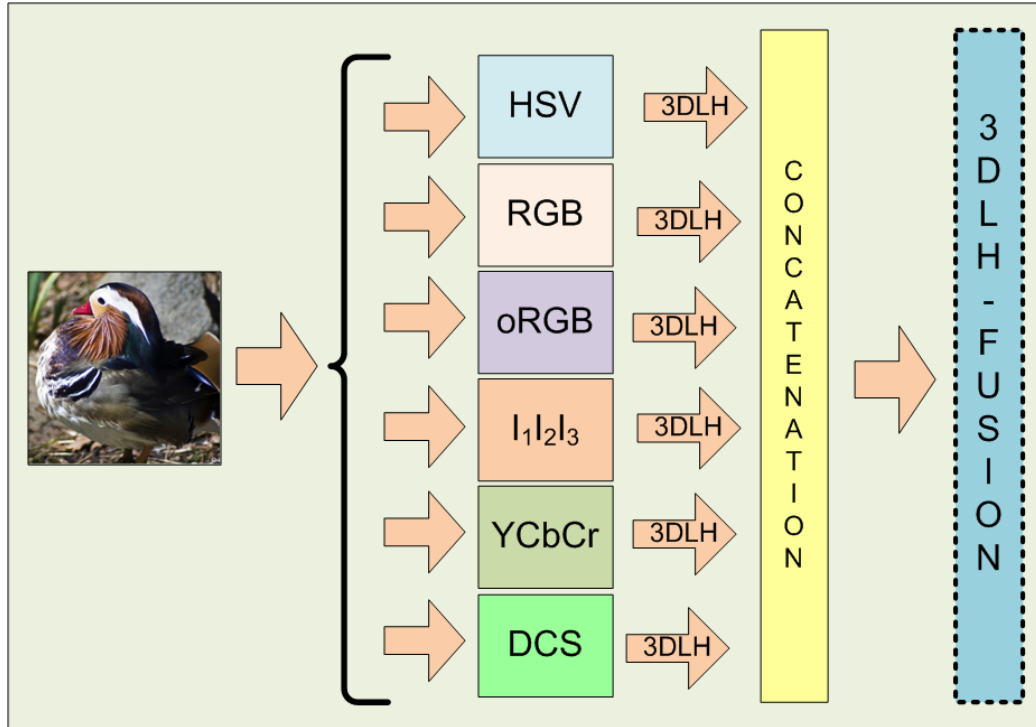 HSV
3DLH
RGB
3DLH
oRGB
3DLH
I₁I₂I₃
3DLH
YCbCr
3DLH
DCS
3DLH
CONCATENATION
3DLH-FUSION